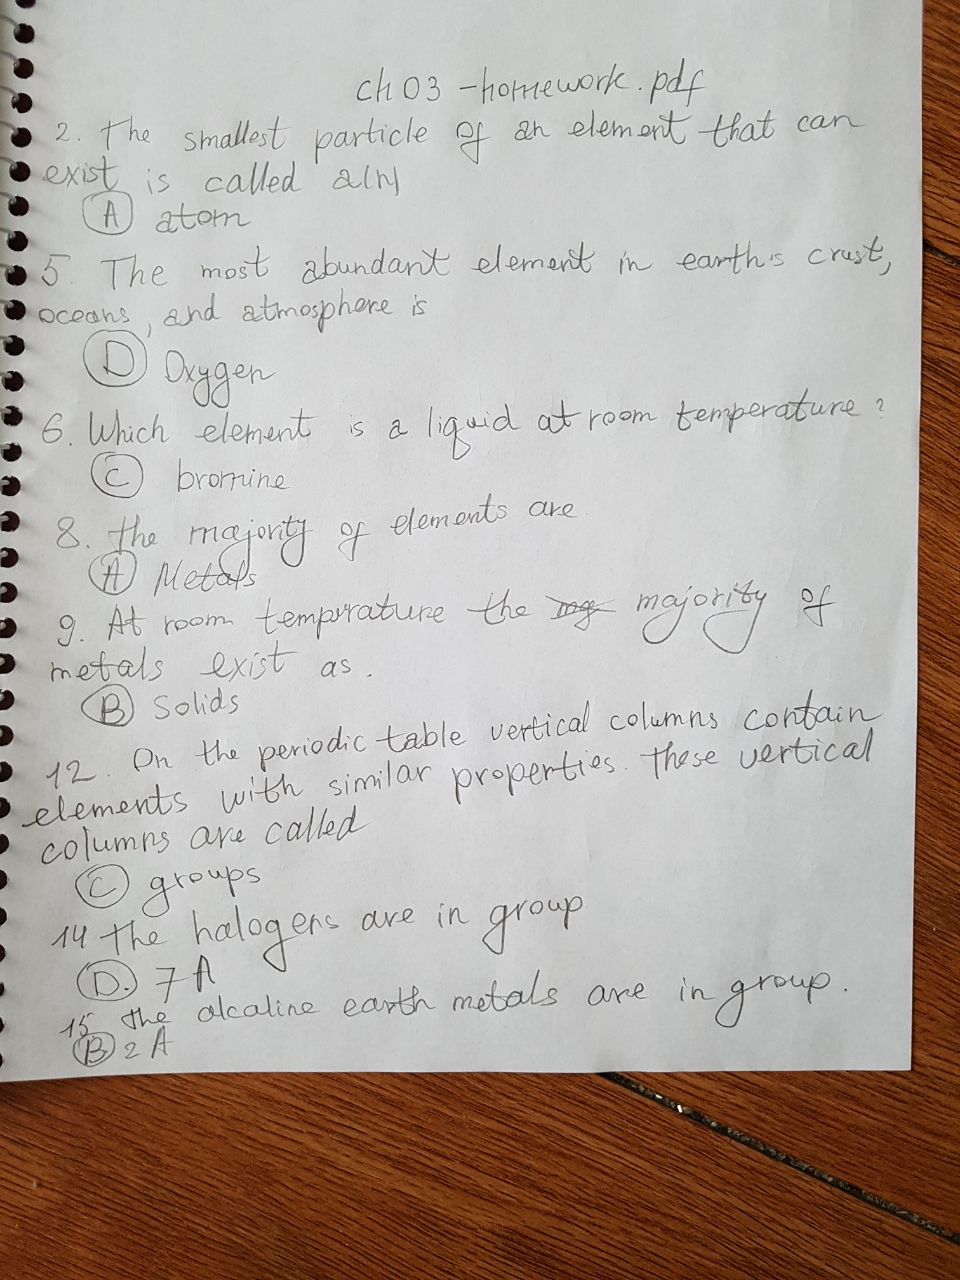 ch 03 - homework.pdf
2. The smallest particle of an element that can
exist is called a(n)
(A) atom
5. The most abundant element in earth's crust,
oceans, and atmosphere is
(D) Oxygen
6. Which element is a liquid at room temperature?
(C) bromine
8. the majority of elements are.
(A) Metals
9. At room temprrature the majority of
metals exist as.
(B) Solids
12. On the periodic table vertical columns contain
elements with similar properties. these vertical
columns are called
(C) groups
14 the halogens are in group
(D.) 7 A
15 the alcaline earth metals are in group.
(B) 2 A